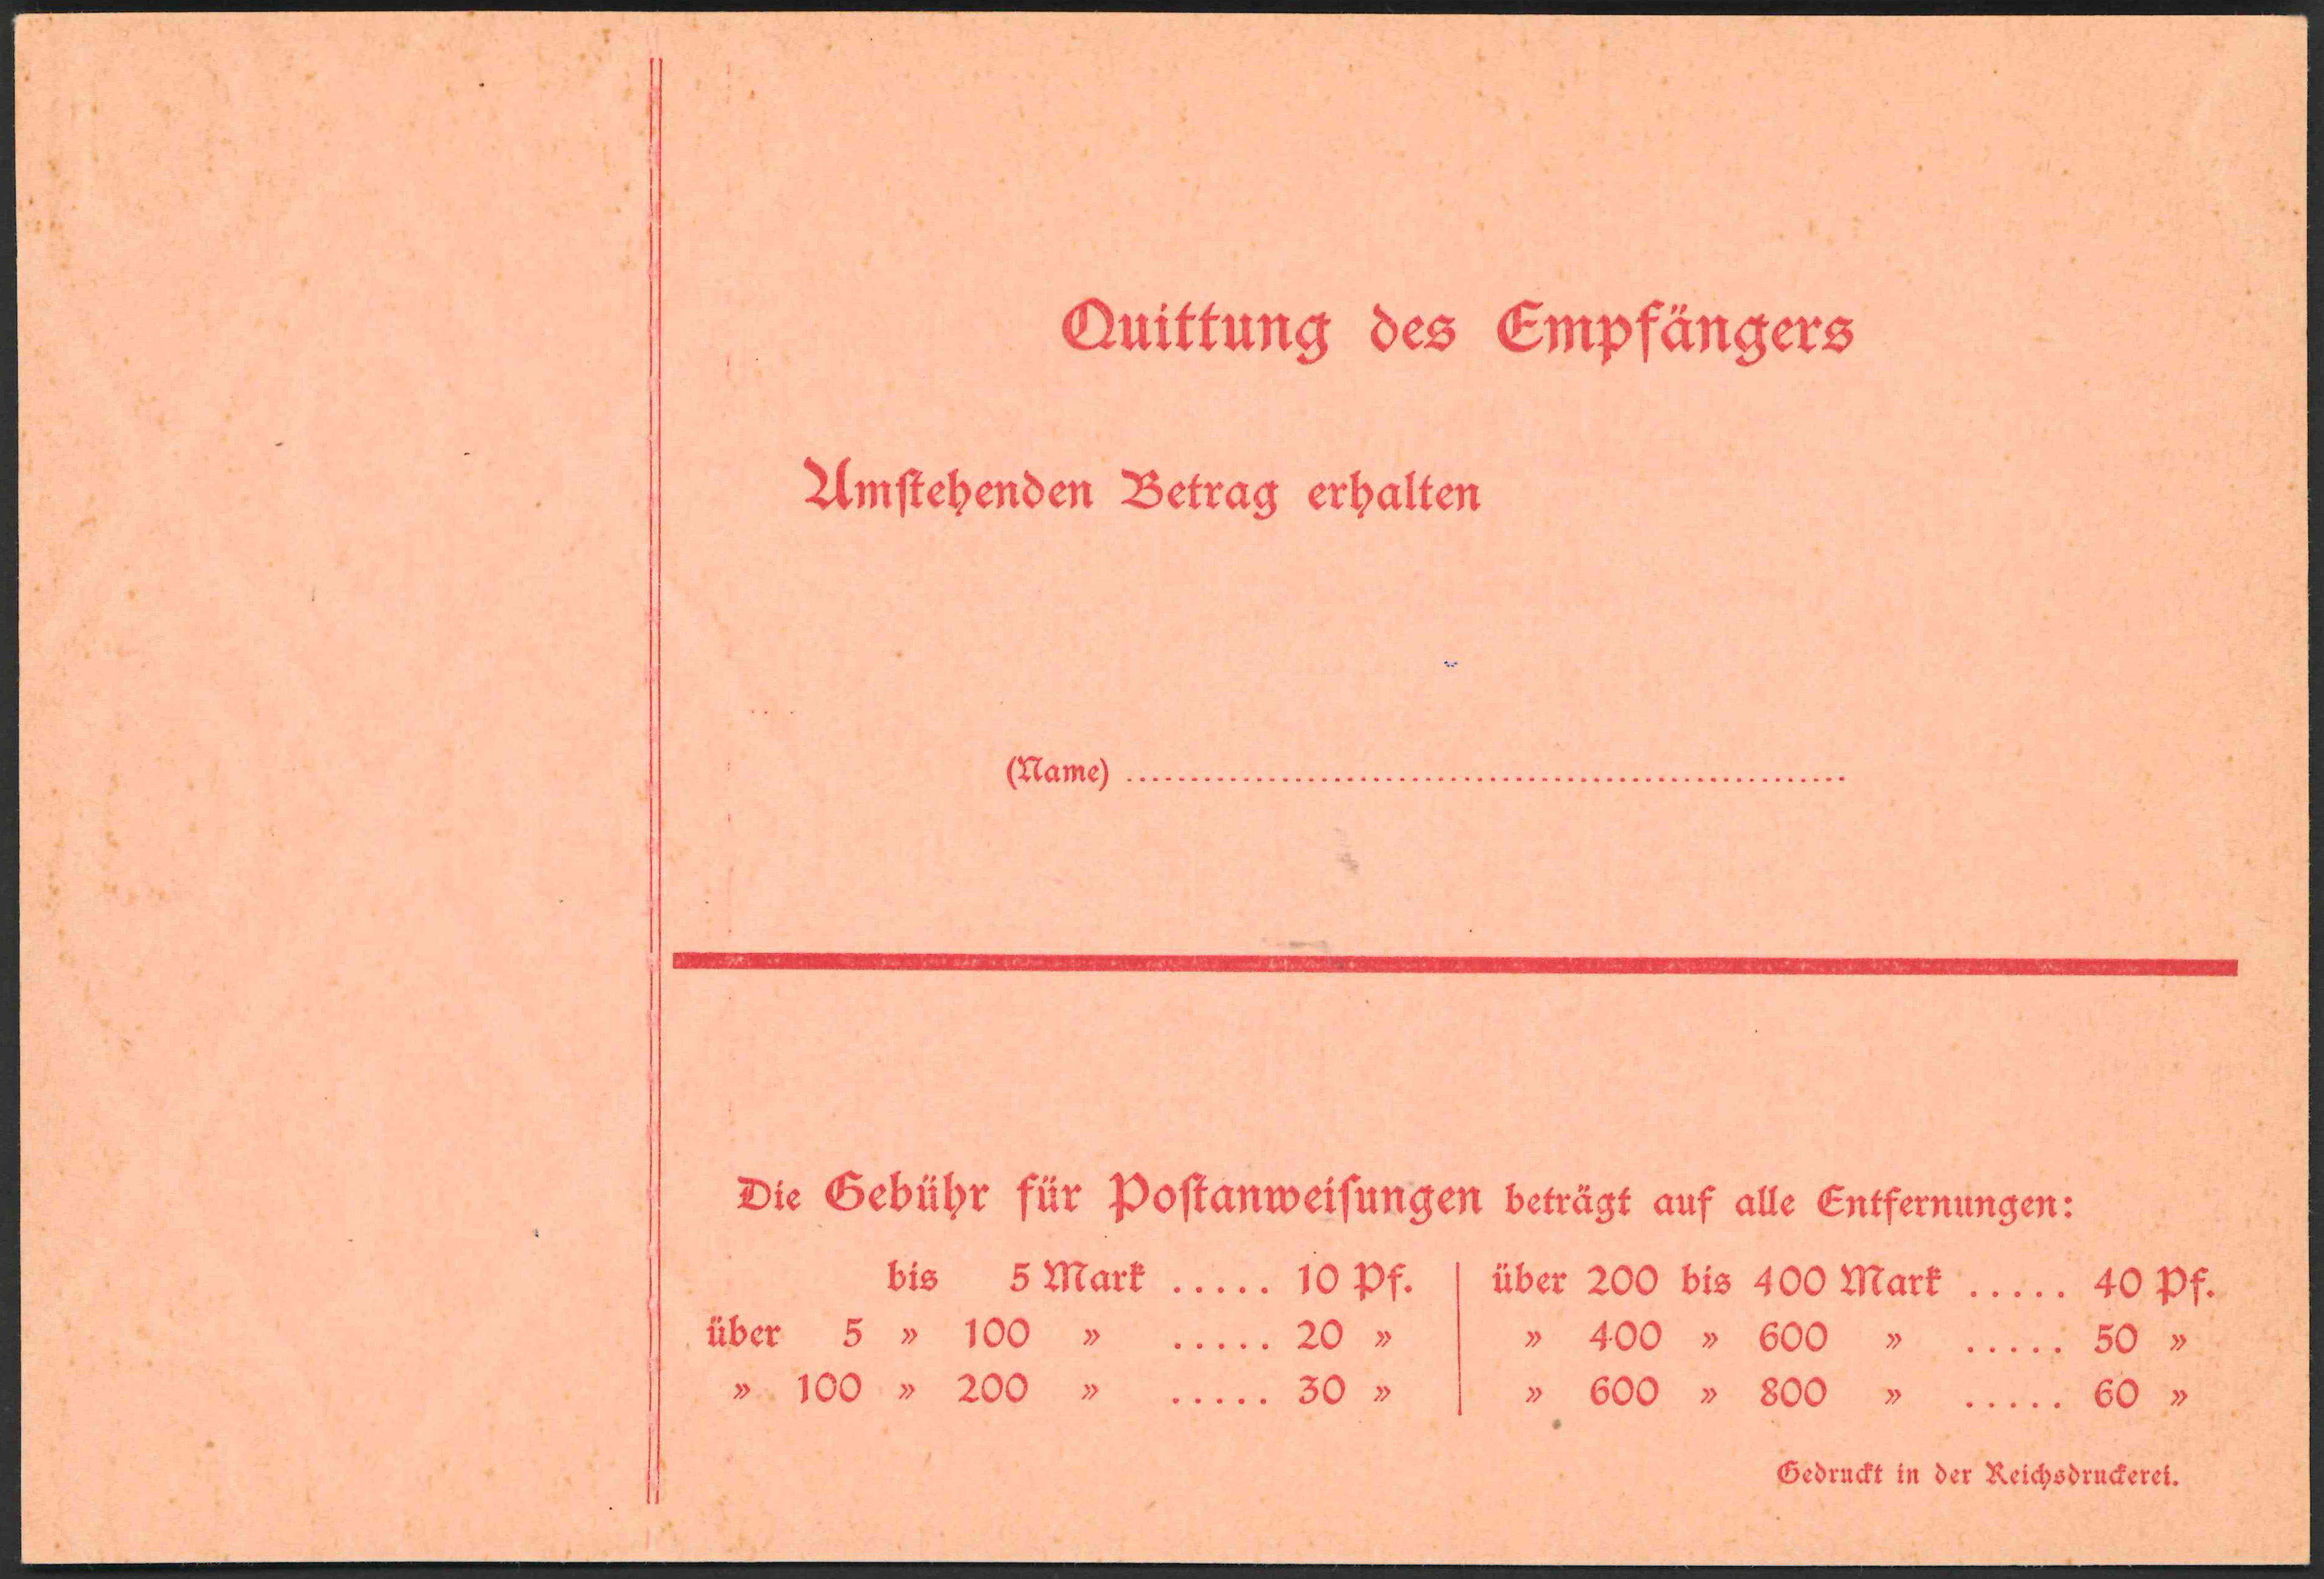 Quittung des Empfängers
Umſtehenden Betrag erhalten
(Name) ........................................................
Die Gebühr für Poſtanweiſungen beträgt auf alle Entfernungen:
bis 5 Mark ..... 10 Pf. | über 200 bis 400 Mark ..... 40 Pf.
über 5 » 100 » ..... 20 » | » 400 » 600 » ..... 50 »
» 100 » 200 » ..... 30 » | » 600 » 800 » ..... 60 »
Gedruckt in der Reichsdruckerei.